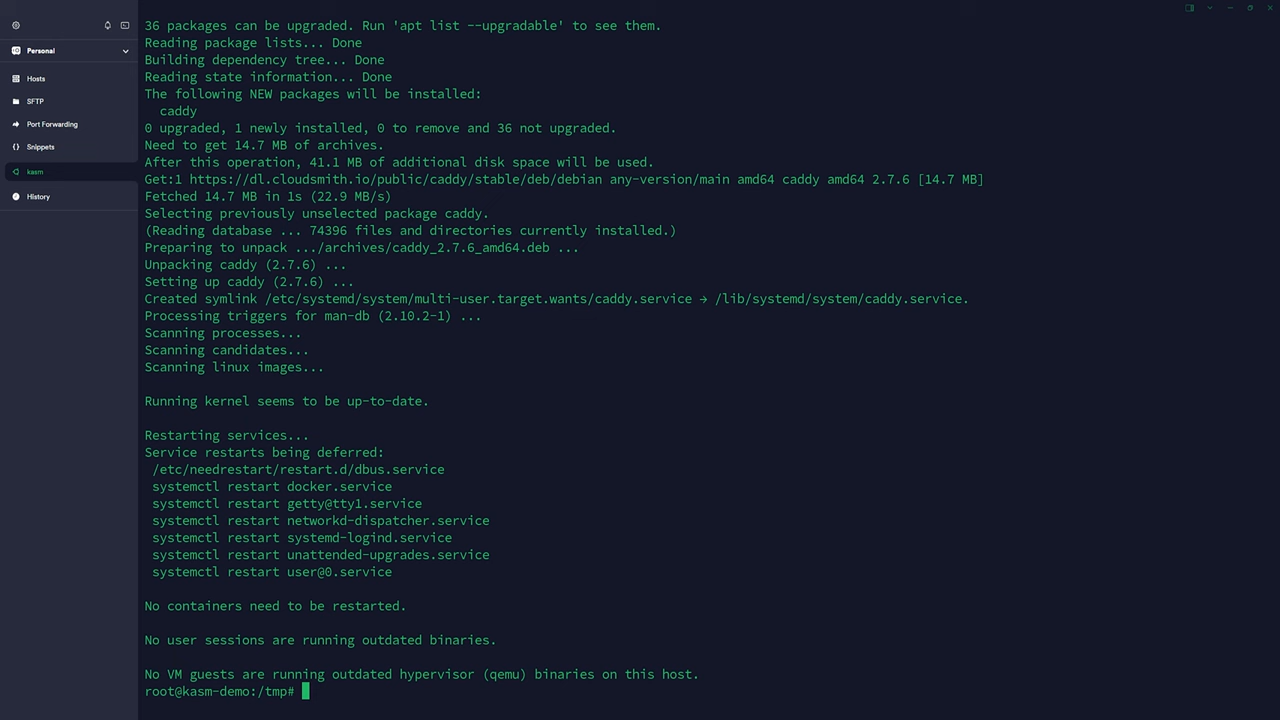 Personal
Hosts
SFTP
Port Forwarding
Snippets
kasm
History
36 packages can be upgraded. Run 'apt list --upgradable' to see them.
Reading package lists... Done
Building dependency tree... Done
Reading state information... Done
The following NEW packages will be installed:
  caddy
0 upgraded, 1 newly installed, 0 to remove and 36 not upgraded.
Need to get 14.7 MB of archives.
After this operation, 41.1 MB of additional disk space will be used.
Get:1 https://dl.cloudsmith.io/public/caddy/stable/deb/debian any-version/main amd64 caddy amd64 2.7.6 [14.7 MB]
Fetched 14.7 MB in 1s (22.9 MB/s)
Selecting previously unselected package caddy.
(Reading database ... 74396 files and directories currently installed.)
Preparing to unpack .../archives/caddy_2.7.6_amd64.deb ...
Unpacking caddy (2.7.6) ...
Setting up caddy (2.7.6) ...
Created symlink /etc/systemd/system/multi-user.target.wants/caddy.service → /lib/systemd/system/caddy.service.
Processing triggers for man-db (2.10.2-1) ...
Scanning processes...
Scanning candidates...
Scanning linux images...

Running kernel seems to be up-to-date.

Restarting services...
Service restarts being deferred:
 /etc/needrestart/restart.d/dbus.service
 systemctl restart docker.service
 systemctl restart getty@tty1.service
 systemctl restart networkd-dispatcher.service
 systemctl restart systemd-logind.service
 systemctl restart unattended-upgrades.service
 systemctl restart user@0.service

No containers need to be restarted.

No user sessions are running outdated binaries.

No VM guests are running outdated hypervisor (qemu) binaries on this host.
root@kasm-demo:/tmp#